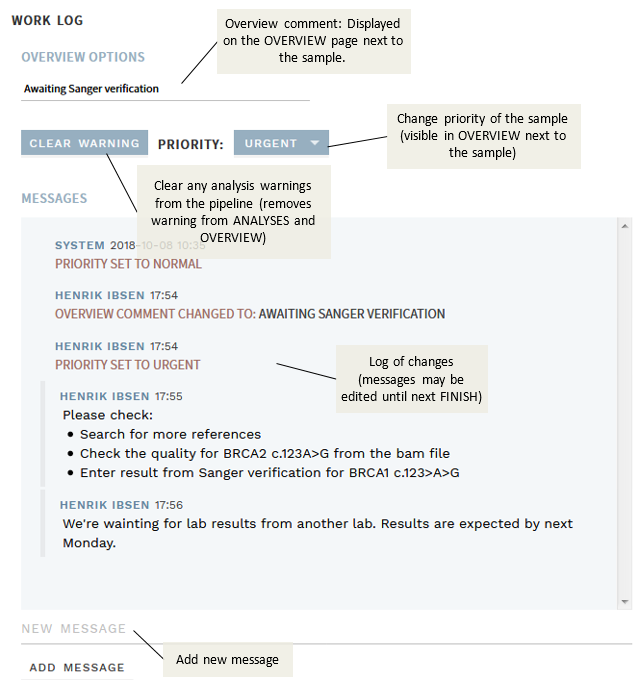 WORK LOG
Overview comment: Displayed
on the OVERVIEW page next to
the sample.
OVERVIEW OPTIONS
Awaiting Sanger verification
Change priority of the sample
(visible in OVERVIEW next to
the sample)
CLEAR WARNING PRIORITY: URGENT
Clear any analysis warnings
from the pipeline (removes
warning from ANALYSES and
OVERVIEW)
MESSAGES
SYSTEM 2018-10-08 10:35
PRIORITY SET TO NORMAL
HENRIK IBSEN 17:54
OVERVIEW COMMENT CHANGED TO: AWAITING SANGER VERIFICATION
HENRIK IBSEN 17:54
PRIORITY SET TO URGENT
Log of changes
(messages may be
edited until next FINISH)
HENRIK IBSEN 17:55
Please check:
• Search for more references
• Check the quality for BRCA2 c.123A>G from the bam file
• Enter result from Sanger verification for BRCA1 c.123>A>G
HENRIK IBSEN 17:56
We're wainting for lab results from another lab. Results are expected by next
Monday.
NEW MESSAGE
Add new message
ADD MESSAGE